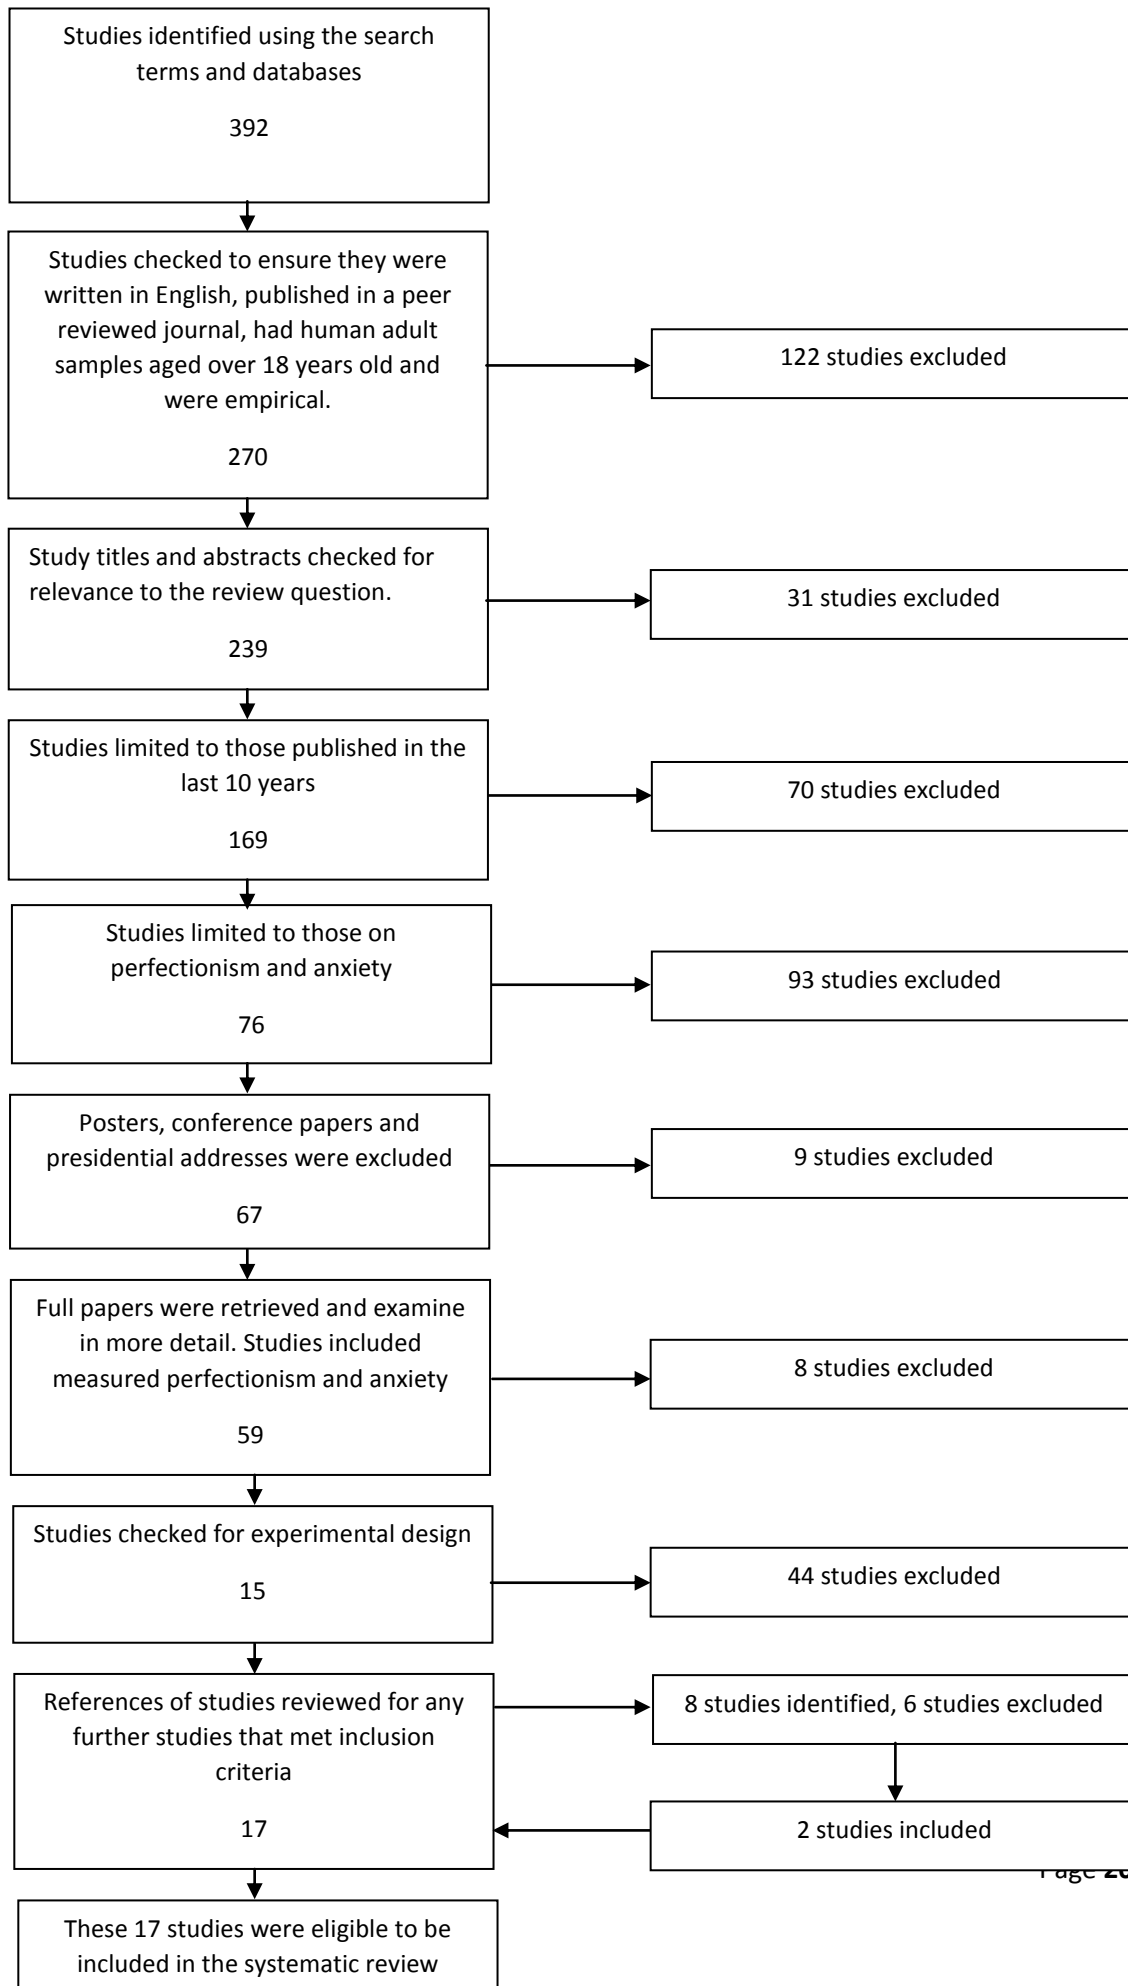 Studies identified using the search
terms and databases
392
Studies checked to ensure they were
written in English, published in a peer
reviewed journal, had human adult
samples aged over 18 years old and
were empirical.
270
122 studies excluded
Study titles and abstracts checked for
relevance to the review question.
239
31 studies excluded
Studies limited to those published in the
last 10 years
169
70 studies excluded
Studies limited to those on
perfectionism and anxiety
76
93 studies excluded
Posters, conference papers and
presidential addresses were excluded
67
9 studies excluded
Full papers were retrieved and examine
in more detail. Studies included
measured perfectionism and anxiety
59
8 studies excluded
Studies checked for experimental design
15
44 studies excluded
References of studies reviewed for any
further studies that met inclusion
criteria
17
8 studies identified, 6 studies excluded
2 studies included
Page
These 17 studies were eligible to be
included in the systematic review